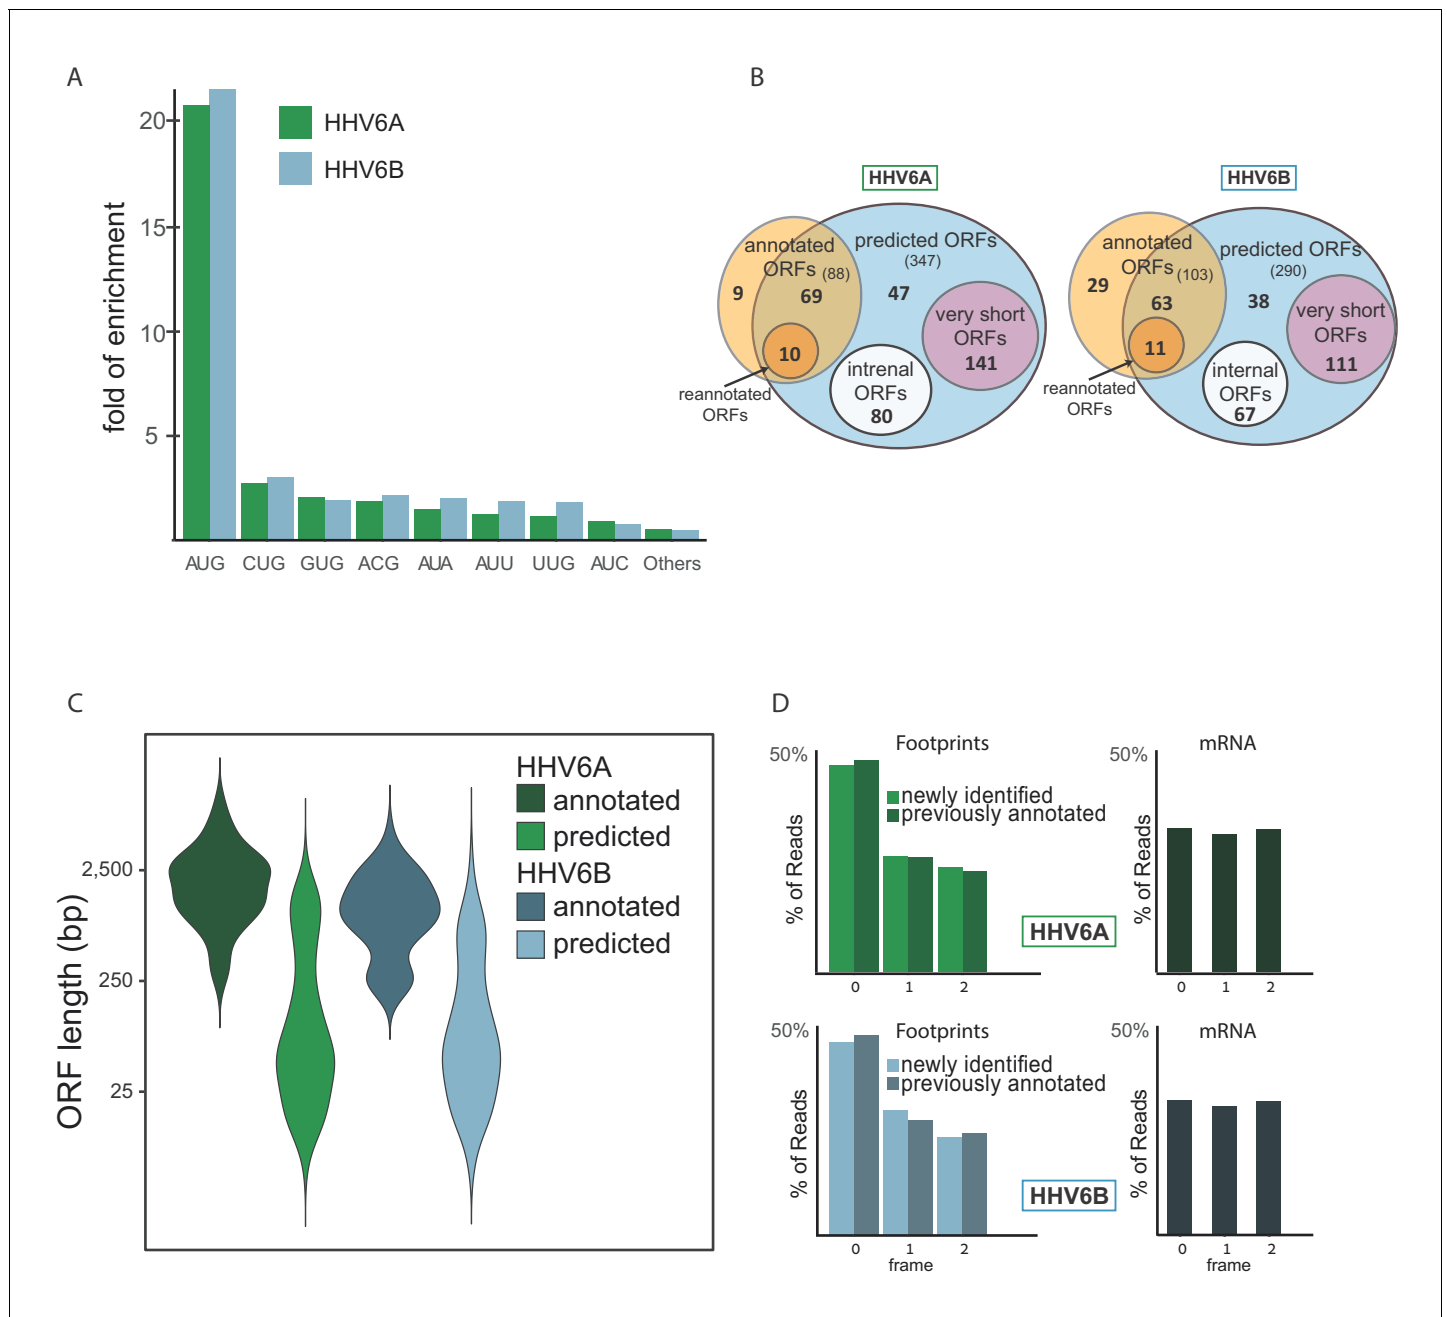 A
20
15
10
5
fold of enrichment
HHV6A
HHV6B
AUG CUG GUG ACG AUA AUU UUG AUC Others
B
HHV6A
annotated
ORFs (88)
predicted ORFs
(347)
9
69
47
10
very short
ORFs
141
intrenal
ORFs
80
reannotated
ORFs
HHV6B
annotated
ORFs (103)
predicted ORFs
(290)
29
63
38
11
very short
ORFs
111
internal
ORFs
67
reannotated
ORFs
C
2,500
250
25
ORF length (bp)
HHV6A
annotated
predicted
HHV6B
annotated
predicted
D
50%
Footprints
% of Reads
newly identified
previously annotated
0 1 2
HHV6A
50%
mRNA
% of Reads
0 1 2
50%
Footprints
% of Reads
newly identified
previously annotated
0 1 2
frame
HHV6B
50%
mRNA
% of Reads
0 1 2
frame